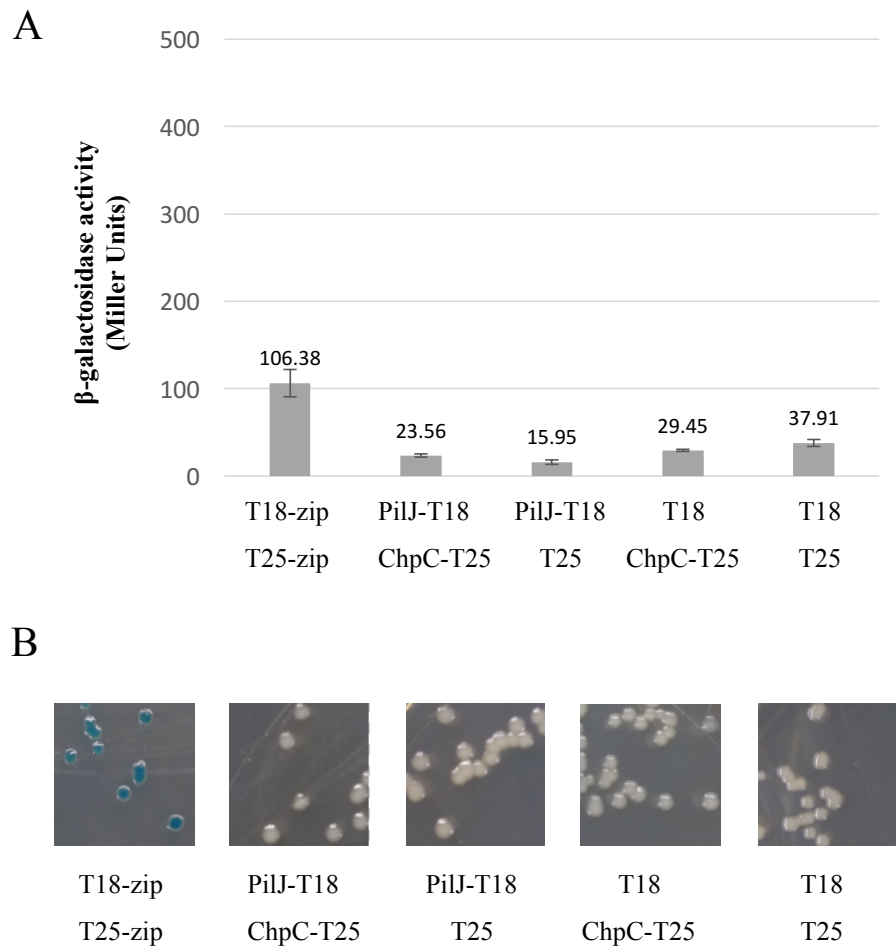 A
500
400
300
200
100
0
β-galactosidase activity
(Miller Units)
106.38
23.56
15.95
29.45
37.91
T18-zip PilJ-T18 PilJ-T18 T18 T18
T25-zip ChpC-T25 T25 ChpC-T25 T25
B
T18-zip PilJ-T18 PilJ-T18 T18 T18
T25-zip ChpC-T25 T25 ChpC-T25 T25